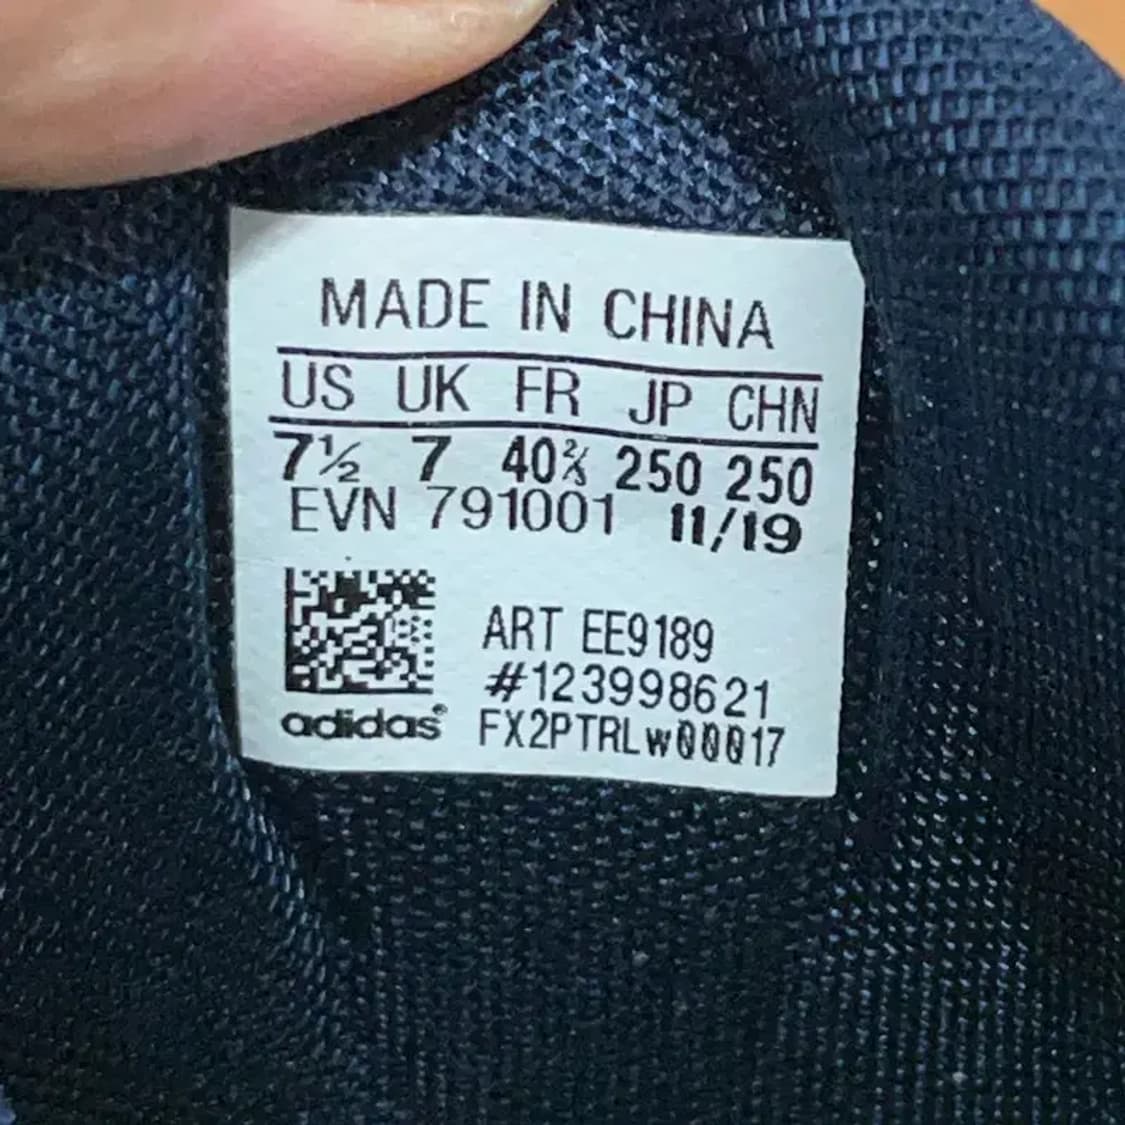 MADE IN CHINA
US UK FR JP CHN
7½ 7 40⅔ 250 250
EVN 791001 11/19
ART EE9189
#123998621
adidas®
FX2PTRLw00017